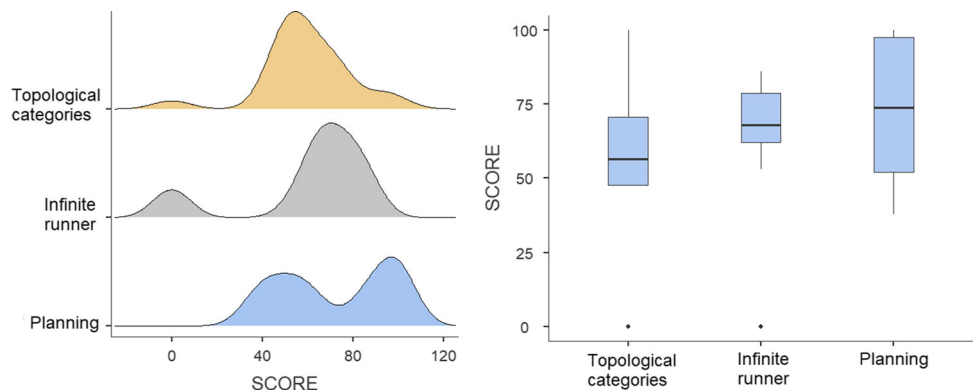 Topological
categories
Infinite
runner
Planning
0
40
80
120
SCORE
100
75
50
25
0
SCORE
Topological
categories
Infinite
runner
Planning